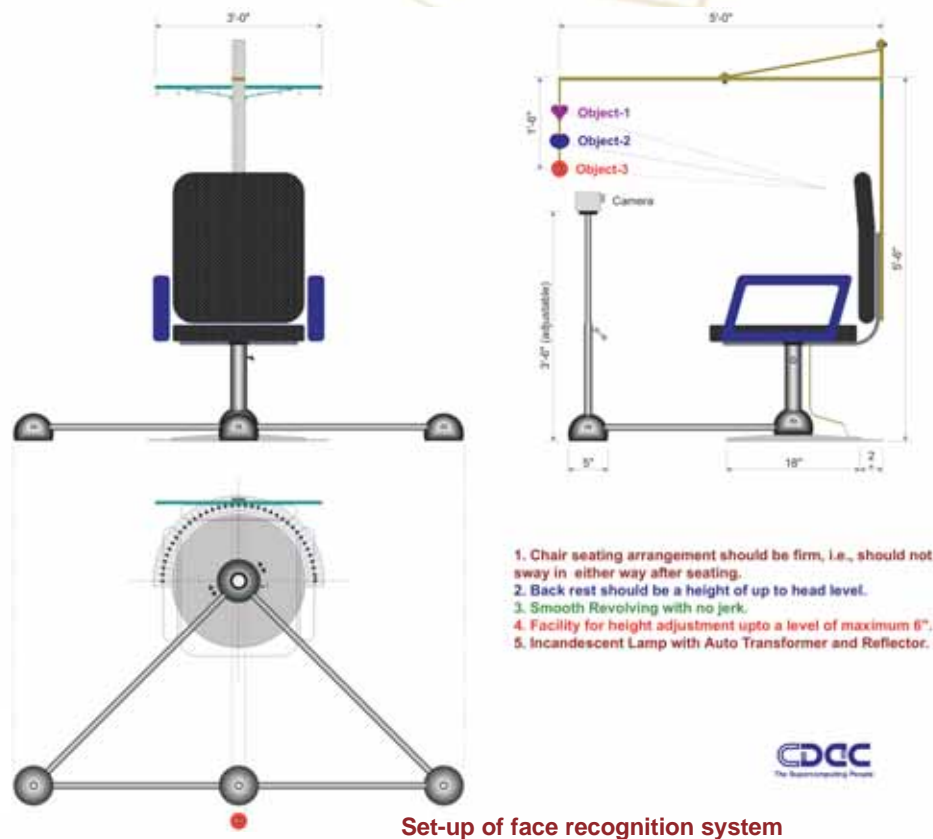 3'-0"
5'-0"
1'-6"
Object-1
Object-2
Object-3
Camera
3'-6" (adjustable)
5'-6"
5"
18"
2
1. Chair seating arrangement should be firm, i.e., should not
sway in either way after seating.
2. Back rest should be a height of up to head level.
3. Smooth Revolving with no jerk.
4. Facility for height adjustment upto a level of maximum 6".
5. Incandescent Lamp with Auto Transformer and Reflector.
CDAC
The Supercomputing People
Set-up of face recognition system